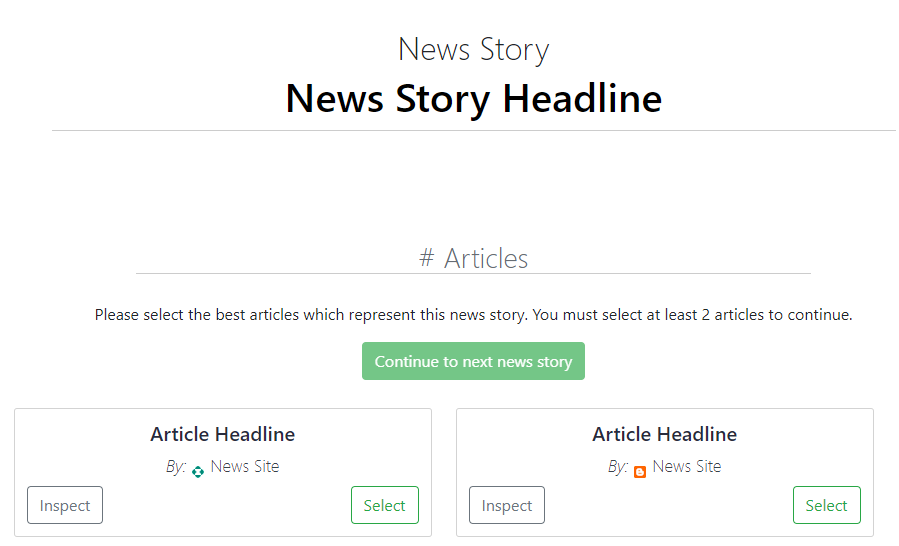 News Story
News Story Headline
# Articles
Please select the best articles which represent this news story. You must select at least 2 articles to continue.
Continue to next news story
Article Headline
By: News Site
Inspect
Select
Article Headline
By: News Site
Inspect
Select